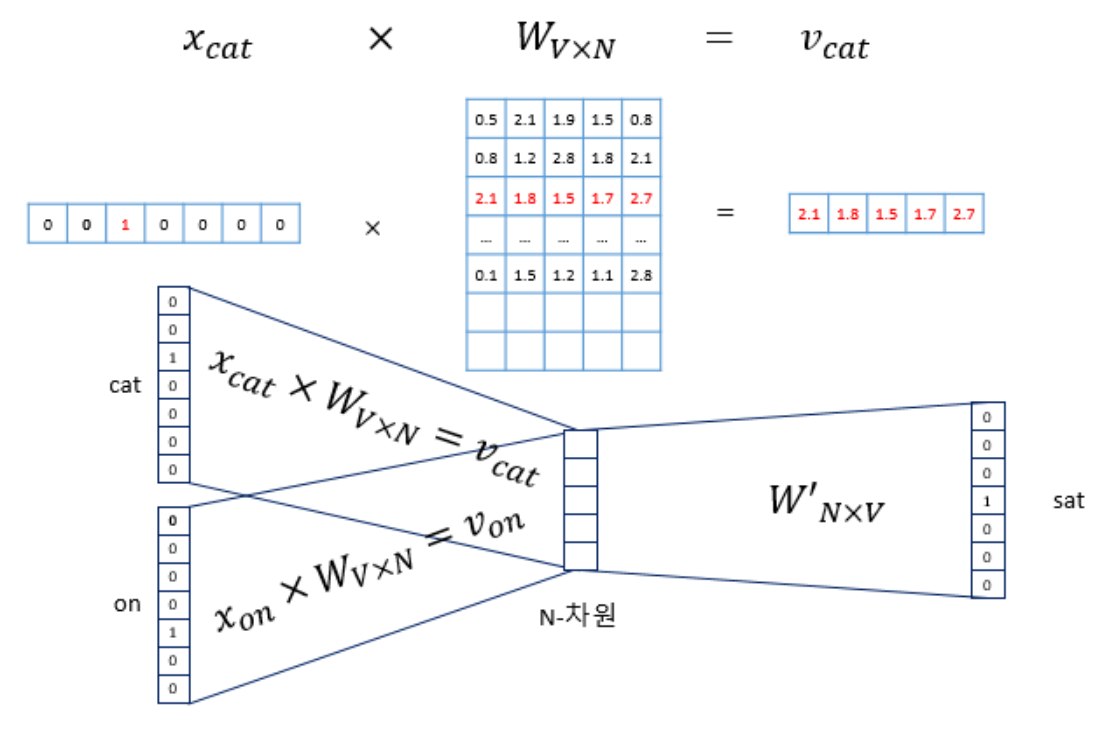 x_cat × W_V×N = v_cat
0.5 2.1 1.9 1.5 0.8
0.8 1.2 2.8 1.8 2.1
2.1 1.8 1.5 1.7 2.7
... ... ... ... ...
0.1 1.5 1.2 1.1 2.8
0 0 1 0 0 0 0
×
=
2.1 1.8 1.5 1.7 2.7
cat
0
0
1
0
0
0
0
x_cat × W_V×N = v_cat
on
0
0
0
0
1
0
0
x_on × W_V×N = v_on
N-차원
W'_N×V
0
0
0
1
0
0
0
sat